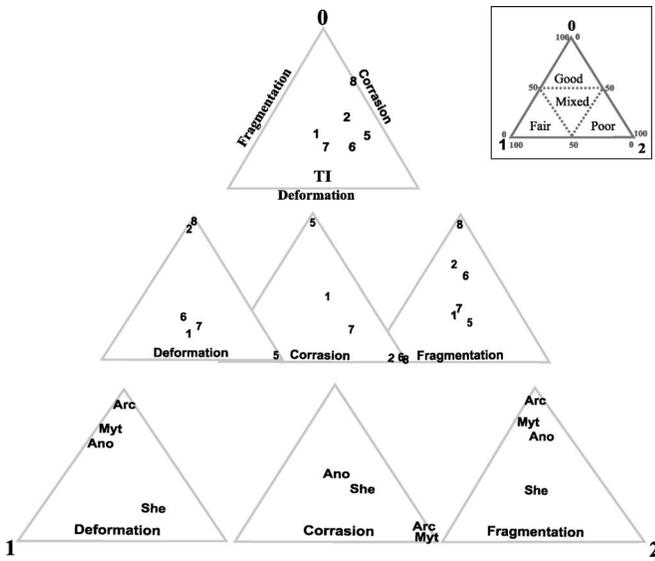 0
Fragmentation
Corrasion
8
2
1
5
7
6
TI
Deformation
0
100 0
Good
50 50
Mixed
Fair Poor
0 100
1 100 50 0 2
8
2
6
7
1
5
Deformation
5
1
7
2 6 8
Corrasion
8
2
6
7
1
5
Fragmentation
Arc
Myt
Ano
She
Deformation
1
Ano
She
Arc
Myt
Corrasion
Arc
Myt
Ano
She
Fragmentation
2